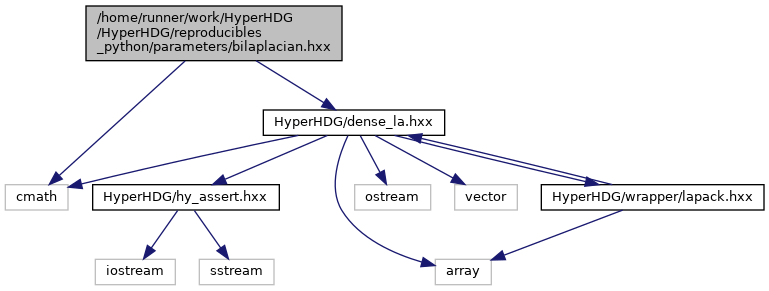 /home/runner/work/HyperHDG
/HyperHDG/reproducibles
_python/parameters/bilaplacian.hxx
HyperHDG/dense_la.hxx
cmath
HyperHDG/hy_assert.hxx
ostream
vector
HyperHDG/wrapper/lapack.hxx
iostream
sstream
array